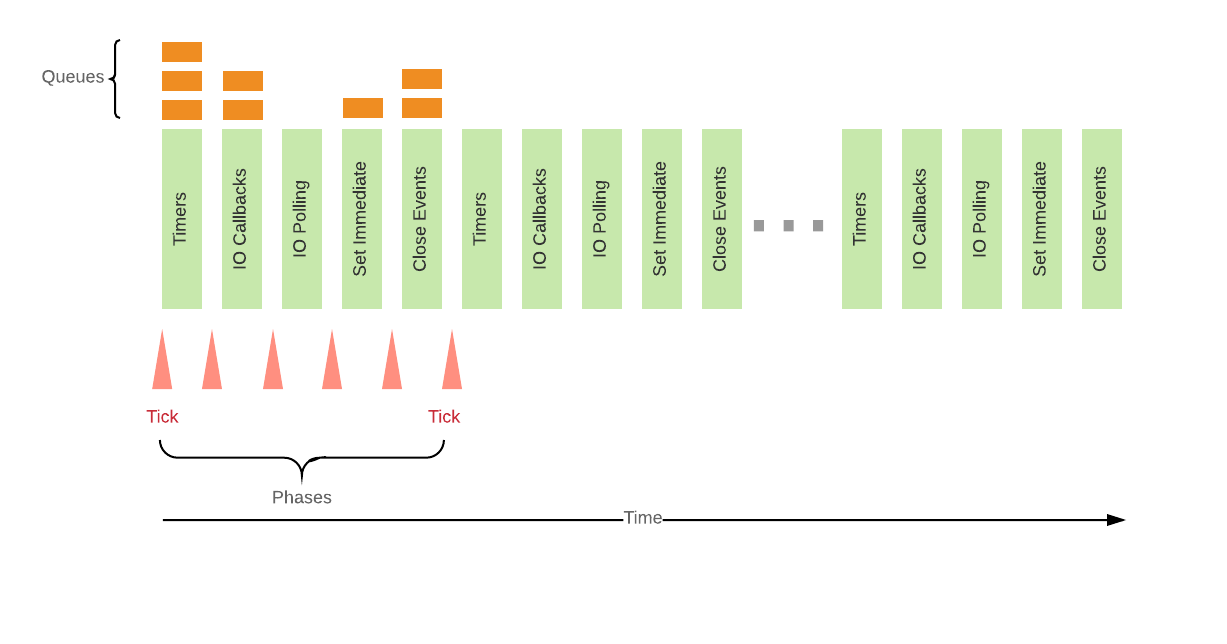 Queues
Timers
IO Callbacks
IO Polling
Set Immediate
Close Events
Timers
IO Callbacks
IO Polling
Set Immediate
Close Events
Timers
IO Callbacks
IO Polling
Set Immediate
Close Events
Tick
Tick
Phases
Time